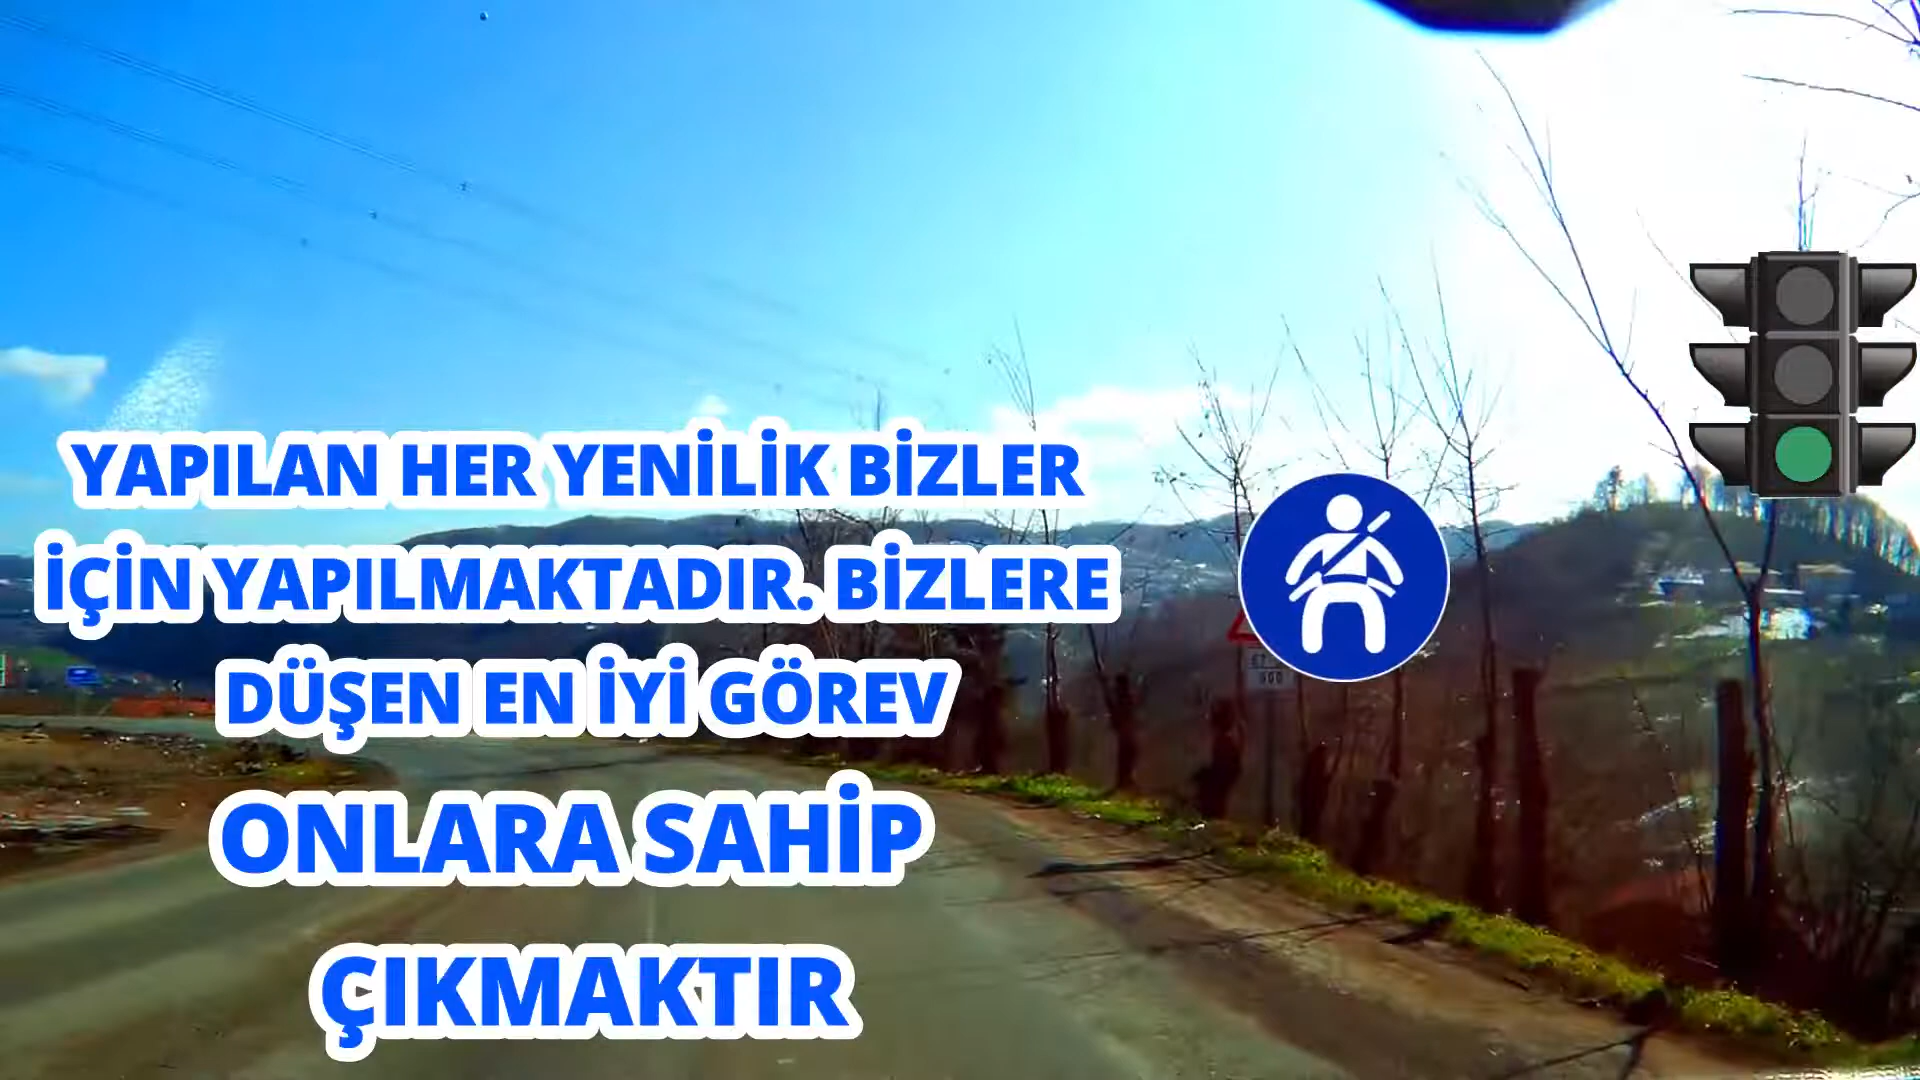 YAPILAN HER YENİLİK BİZLER
İÇİN YAPILMAKTADIR. BİZLERE
DÜŞEN EN İYİ GÖREV
ONLARA SAHİP
ÇIKMAKTIR